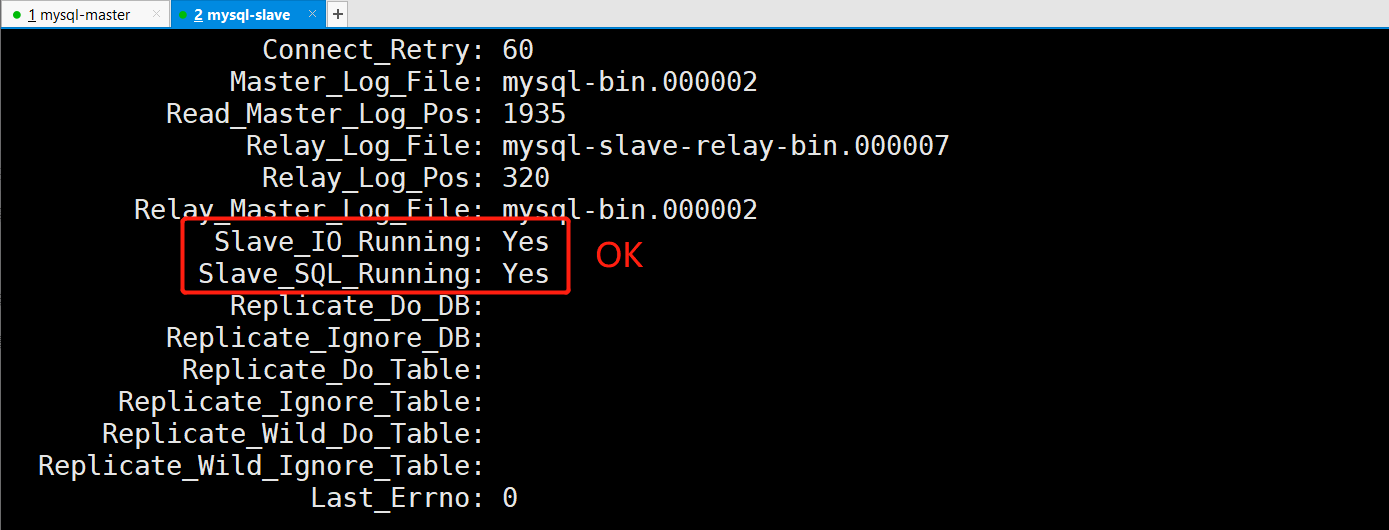 1 mysql-master × 2 mysql-slave × +
Connect_Retry: 60
Master_Log_File: mysql-bin.000002
Read_Master_Log_Pos: 1935
Relay_Log_File: mysql-slave-relay-bin.000007
Relay_Log_Pos: 320
Relay_Master_Log_File: mysql-bin.000002
Slave_IO_Running: Yes
OK
Slave_SQL_Running: Yes
Replicate_Do_DB:
Replicate_Ignore_DB:
Replicate_Do_Table:
Replicate_Ignore_Table:
Replicate_Wild_Do_Table:
Replicate_Wild_Ignore_Table:
Last_Errno: 0